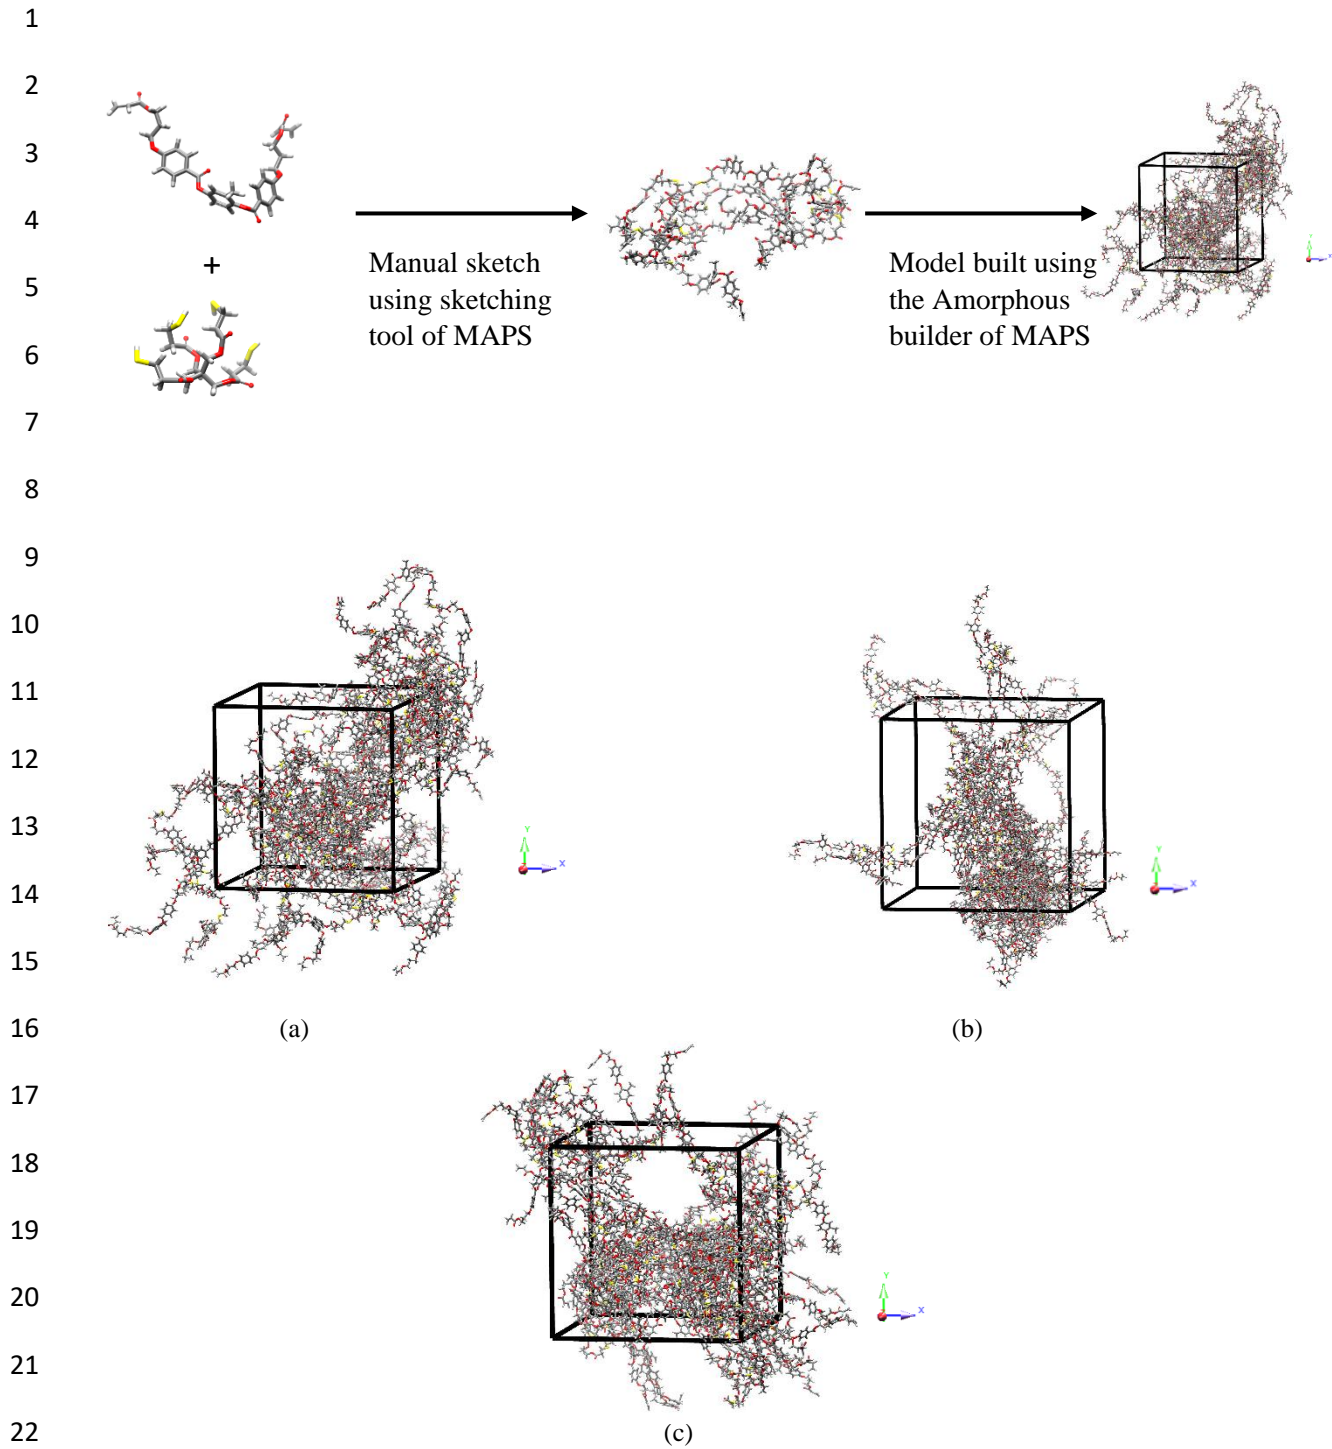 1
2
3
4
+
Manual sketch
using sketching
tool of MAPS
Model built using
the Amorphous
builder of MAPS
Y
X
5
6
7
8
9
10
11
12
13
Y
X
Y
X
14
15
16
(a)
(b)
17
18
19
20
Y
X
21
22
(c)